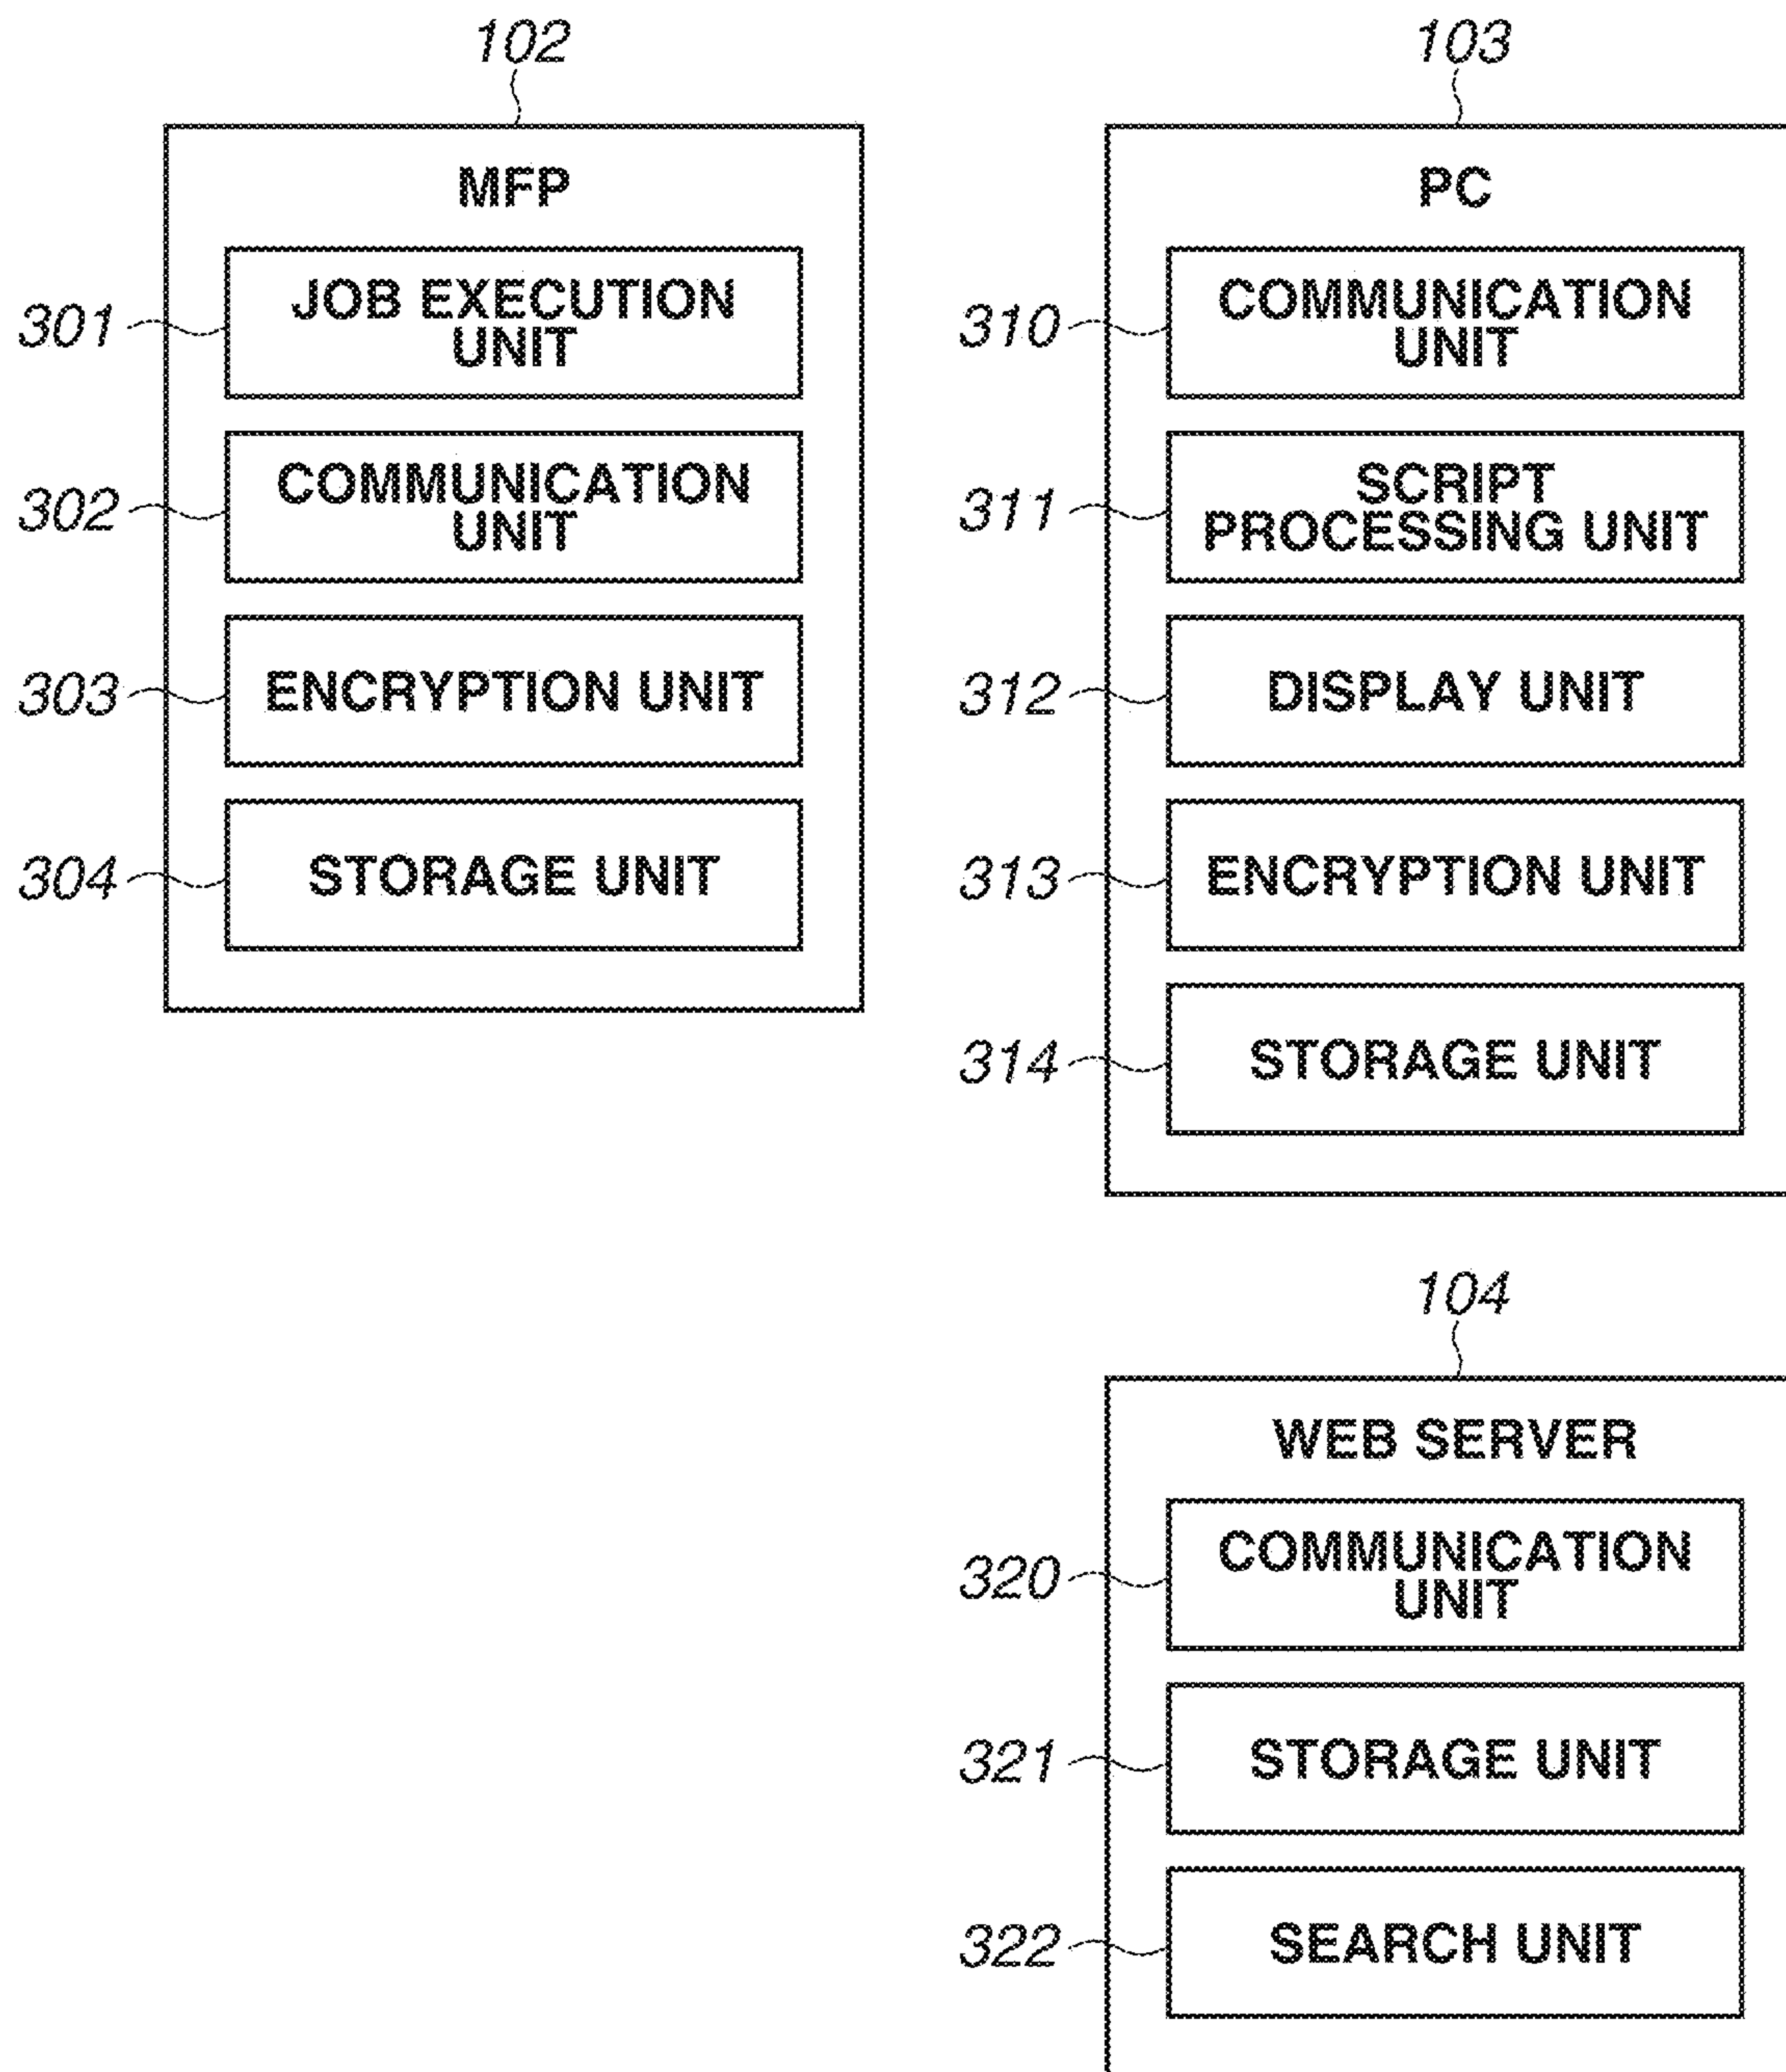 102
MFP
301
JOB EXECUTION
UNIT
302
COMMUNICATION
UNIT
303
ENCRYPTION UNIT
304
STORAGE UNIT
103
PC
310
COMMUNICATION
UNIT
311
SCRIPT
PROCESSING UNIT
312
DISPLAY UNIT
313
ENCRYPTION UNIT
314
STORAGE UNIT
104
WEB SERVER
320
COMMUNICATION
UNIT
321
STORAGE UNIT
322
SEARCH UNIT